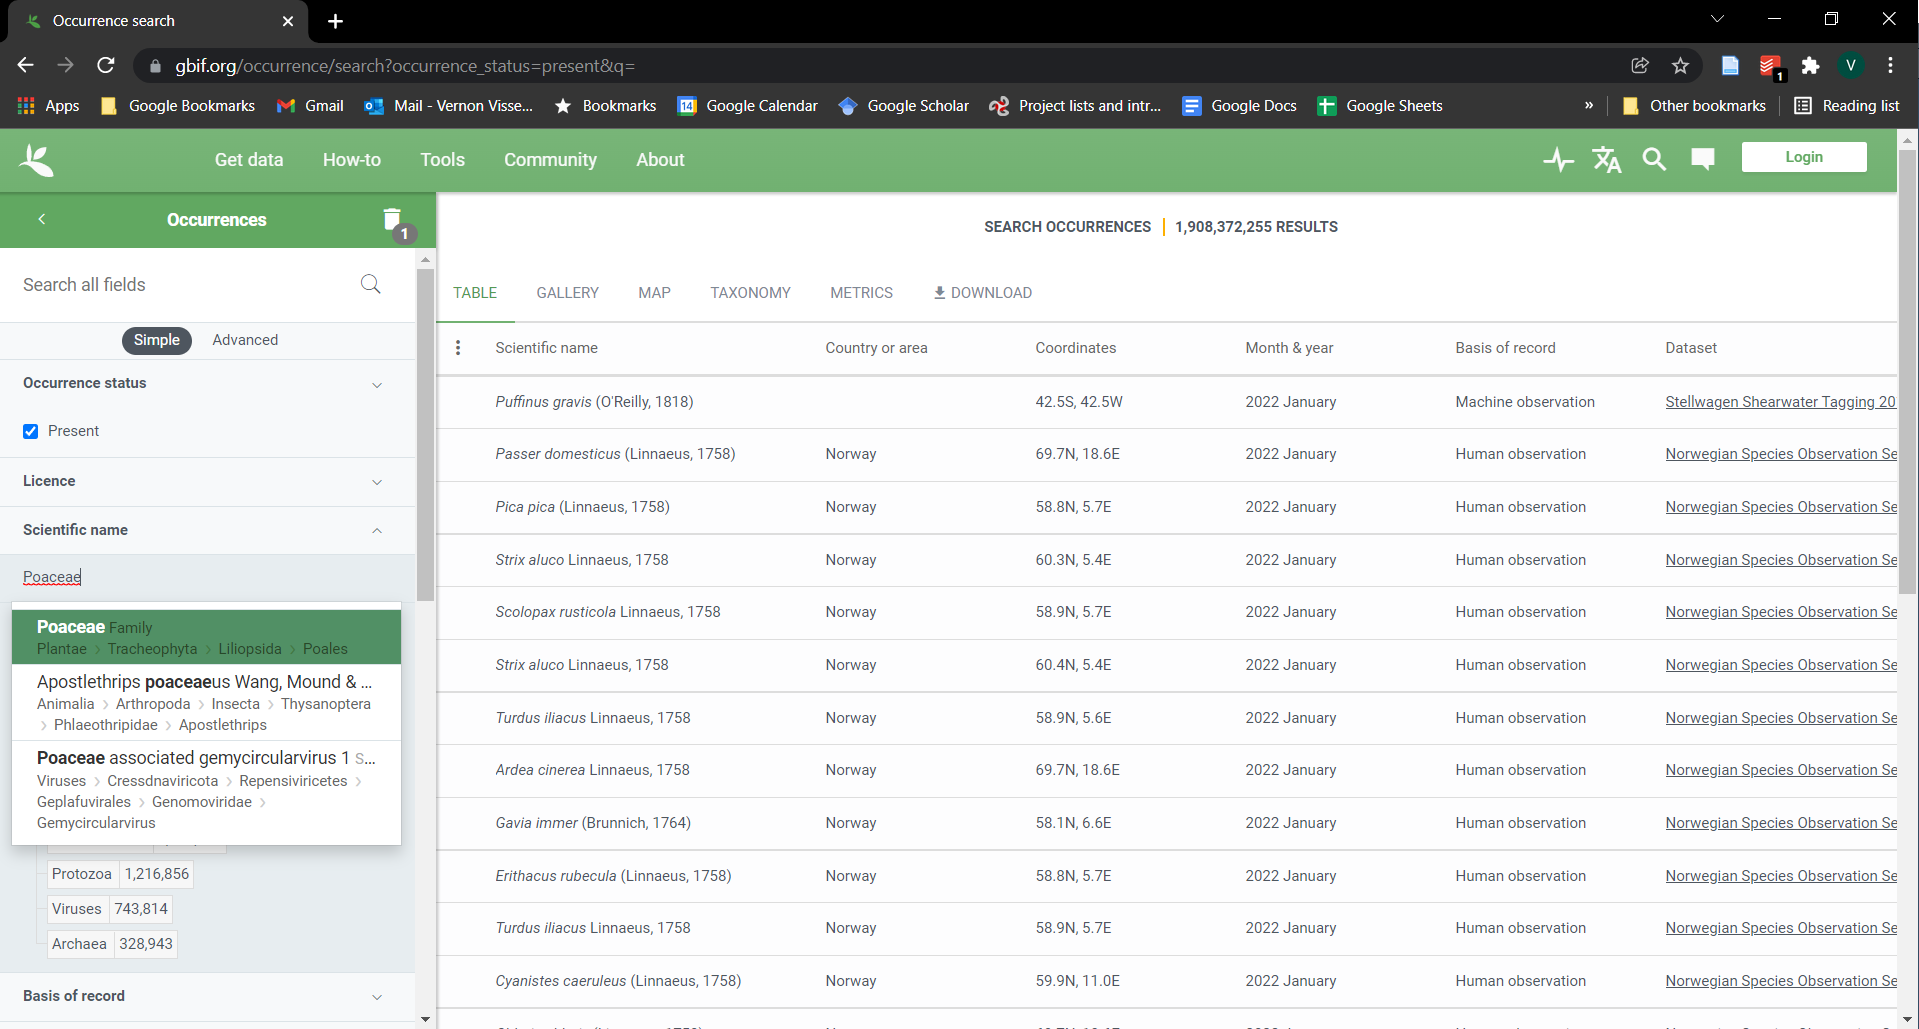 Occurrence search
gbif.org/occurrence/search?occurrence_status=present&q=
1
V
Apps
Google Bookmarks
Gmail
Mail - Vernon Visse...
Bookmarks
14
Google Calendar
Google Scholar
Project lists and intr...
Google Docs
Google Sheets
»
Other bookmarks
Reading list
Get data
How-to
Tools
Community
About
Login
Occurrences
1
Search all fields
Simple
Advanced
Occurrence status
Present
Licence
Scientific name
Poaceae
Poaceae Family
Plantae › Tracheophyta › Liliopsida › Poales
Apostlethrips poaceaeus Wang, Mound & ...
Animalia › Arthropoda › Insecta › Thysanoptera
› Phlaeothripidae › Apostlethrips
Poaceae associated gemycircularvirus 1 S...
Viruses › Cressdnaviricota › Repensiviricetes ›
Geplafuvirales › Genomoviridae ›
Gemycircularvirus
Protozoa 1,216,856
Viruses 743,814
Archaea 328,943
Basis of record
SEARCH OCCURRENCES | 1,908,372,255 RESULTS
TABLE
GALLERY
MAP
TAXONOMY
METRICS
DOWNLOAD
Scientific name Country or area Coordinates Month & year Basis of record Dataset
Puffinus gravis (O'Reilly, 1818) 42.5S, 42.5W 2022 January Machine observation Stellwagen Shearwater Tagging 20
Passer domesticus (Linnaeus, 1758) Norway 69.7N, 18.6E 2022 January Human observation Norwegian Species Observation Se
Pica pica (Linnaeus, 1758) Norway 58.8N, 5.7E 2022 January Human observation Norwegian Species Observation Se
Strix aluco Linnaeus, 1758 Norway 60.3N, 5.4E 2022 January Human observation Norwegian Species Observation Se
Scolopax rusticola Linnaeus, 1758 Norway 58.9N, 5.7E 2022 January Human observation Norwegian Species Observation Se
Strix aluco Linnaeus, 1758 Norway 60.4N, 5.4E 2022 January Human observation Norwegian Species Observation Se
Turdus iliacus Linnaeus, 1758 Norway 58.9N, 5.6E 2022 January Human observation Norwegian Species Observation Se
Ardea cinerea Linnaeus, 1758 Norway 69.7N, 18.6E 2022 January Human observation Norwegian Species Observation Se
Gavia immer (Brunnich, 1764) Norway 58.1N, 6.6E 2022 January Human observation Norwegian Species Observation Se
Erithacus rubecula (Linnaeus, 1758) Norway 58.8N, 5.7E 2022 January Human observation Norwegian Species Observation Se
Turdus iliacus Linnaeus, 1758 Norway 58.9N, 5.7E 2022 January Human observation Norwegian Species Observation Se
Cyanistes caeruleus (Linnaeus, 1758) Norway 59.9N, 11.0E 2022 January Human observation Norwegian Species Observation Se